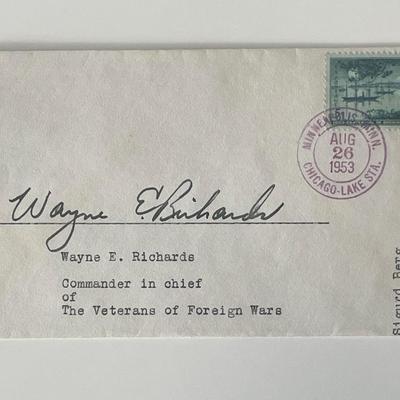 MINNEAPOLIS, MINN.
AUG
26
1953
CHICAGO-LAKE STA.
Wayne E. Richards
Wayne E. Richards
Commander in chief
of
The Veterans of Foreign Wars
Sigurd Berg